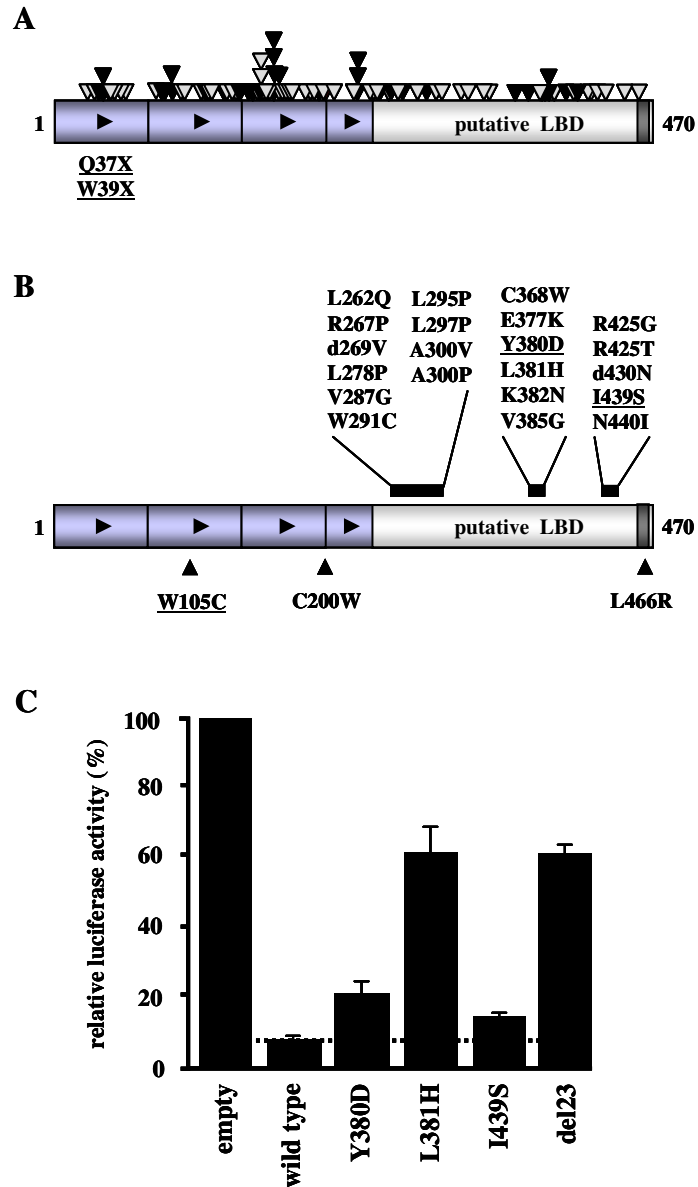 A
1
putative LBD
470
Q37X
W39X
B
L262Q
R267P
d269V
L278P
V287G
W291C
L295P
L297P
A300V
A300P
C368W
E377K
Y380D
L381H
K382N
V385G
R425G
R425T
d430N
I439S
N440I
1
putative LBD
470
W105C
C200W
L466R
C
relative luciferase activity (%)
100
80
60
40
20
0
empty
wild type
Y380D
L381H
I439S
del23